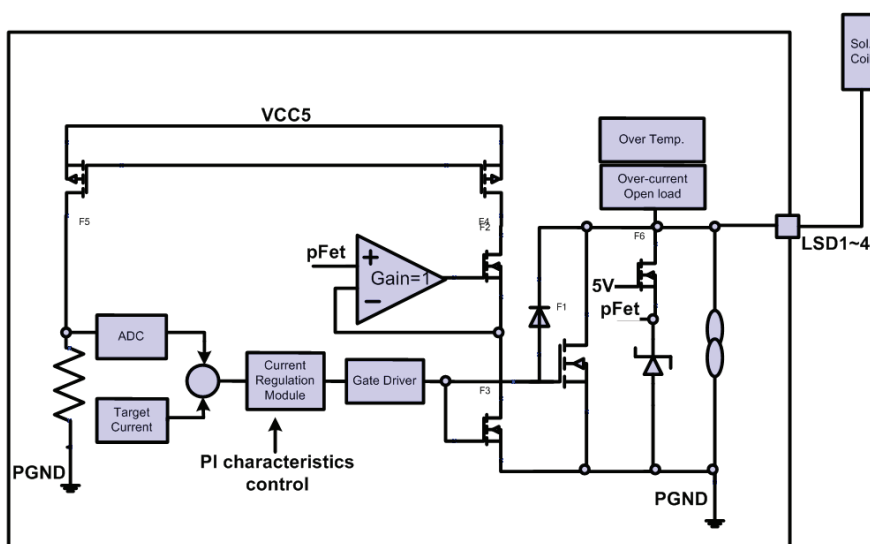 Sol.
Coi
VCC5
Over Temp.
Over-current
Open load
F5
F4
F2
F6
LSD1~4
pFet
Gain=1
5V
pFet
F1
ADC
Current
Regulation
Module
Gate Driver
F3
Target
Current
PGND
PI characteristics
control
PGND